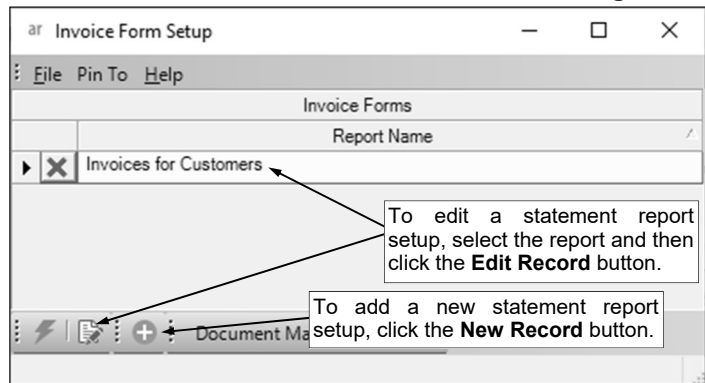 ar Invoice Form Setup
File Pin To Help
Invoice Forms
Report Name
Invoices for Customers
To edit a statement report
setup, select the report and then
click the Edit Record button.
To add a new statement report
setup, click the New Record button.
Document Ma